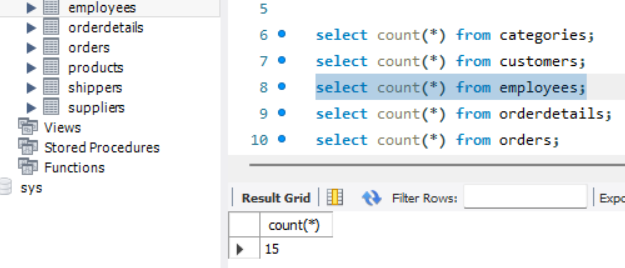 employees
orderdetails
orders
products
shippers
suppliers
Views
Stored Procedures
Functions
sys
5
6 select count(*) from categories;
7 select count(*) from customers;
8 select count(*) from employees;
9 select count(*) from orderdetails;
10 select count(*) from orders;
Result Grid Filter Rows: Expo
count(*)
15